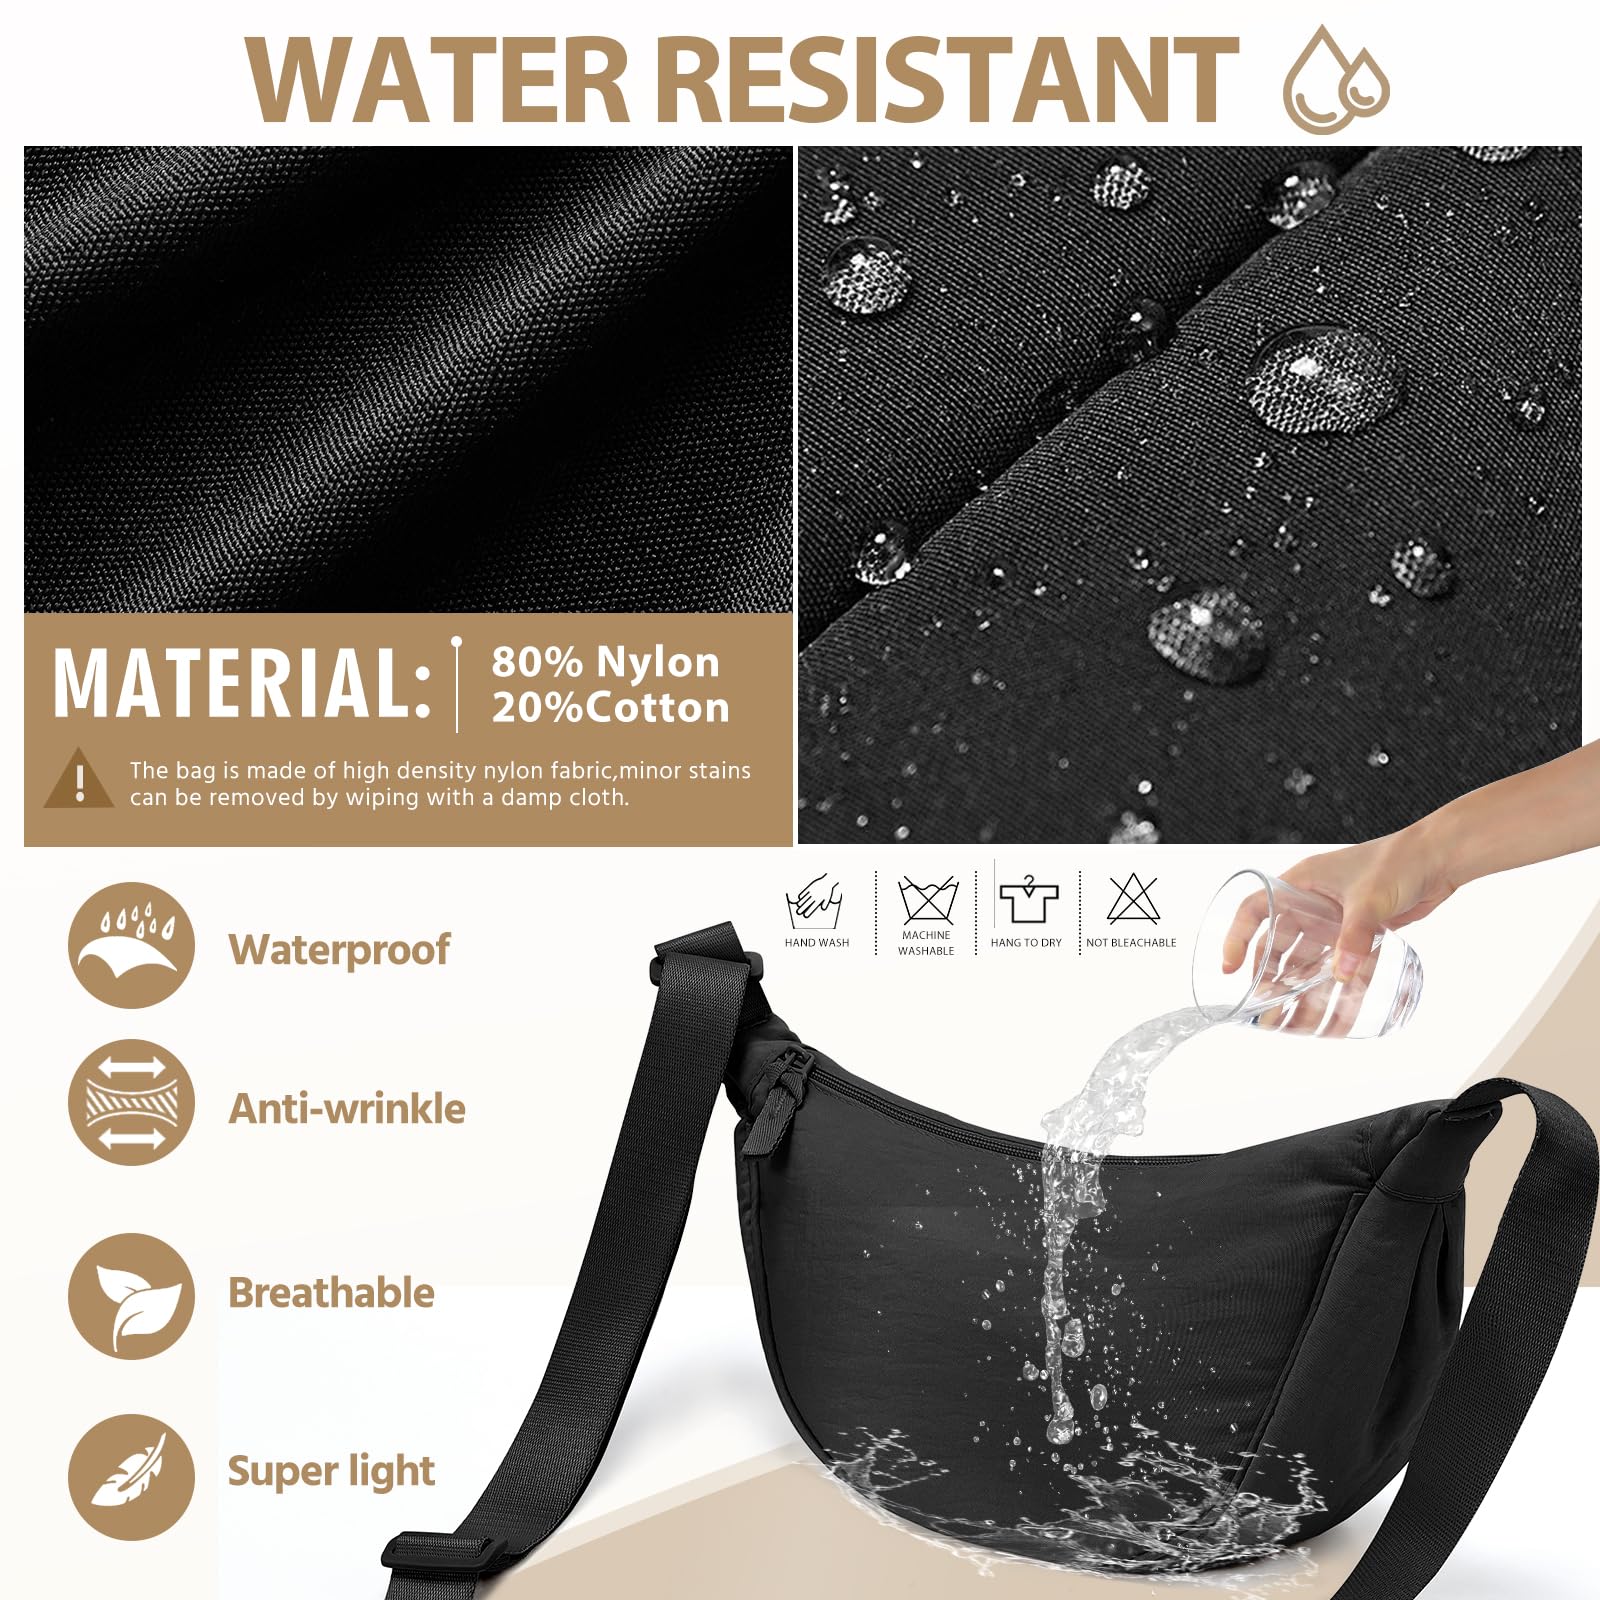 WATER RESISTANT
MATERIAL:
80% Nylon
20%Cotton
The bag is made of high density nylon fabric,minor stains
can be removed by wiping with a damp cloth.
HAND WASH
MACHINE
WASHABLE
HANG TO DRY
NOT BLEACHABLE
Waterproof
Anti-wrinkle
Breathable
Super light